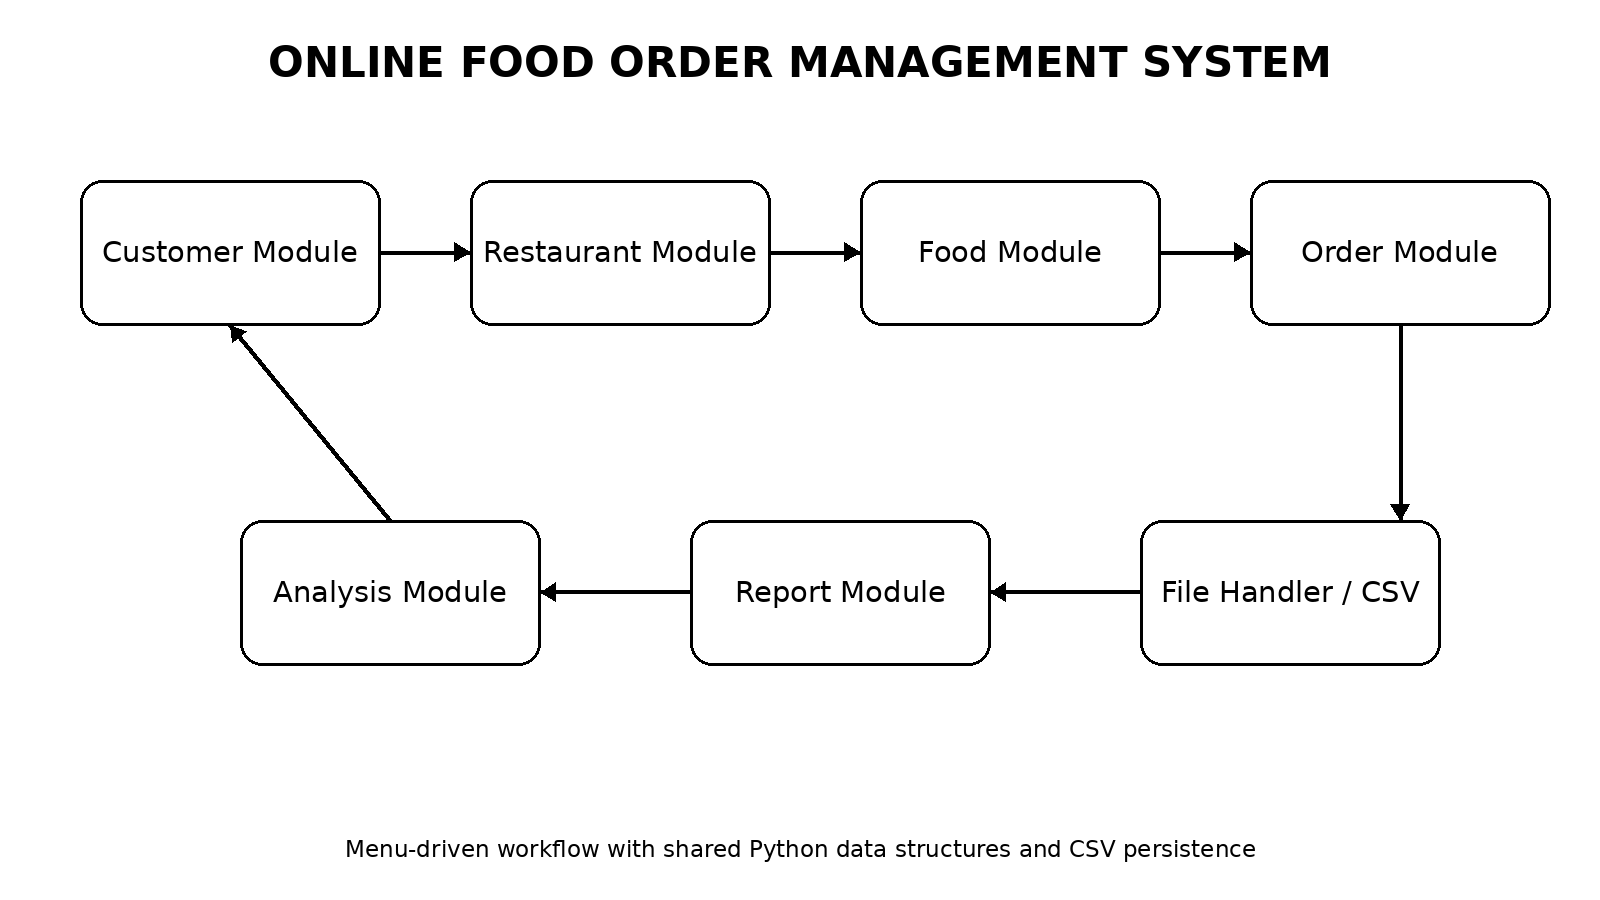 ONLINE FOOD ORDER MANAGEMENT SYSTEM
Customer Module
Restaurant Module
Food Module
Order Module
Analysis Module
Report Module
File Handler / CSV
Menu-driven workflow with shared Python data structures and CSV persistence